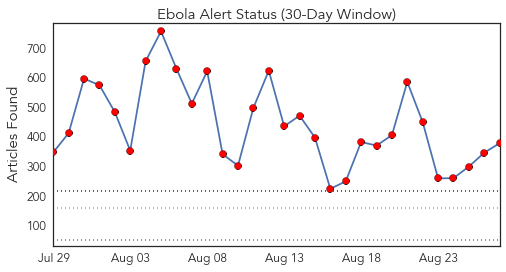 Ebola Alert Status (30-Day Window)
Articles Found
700
600
500
400
300
200
100
Jul 29 Aug 03 Aug 08 Aug 13 Aug 18 Aug 23